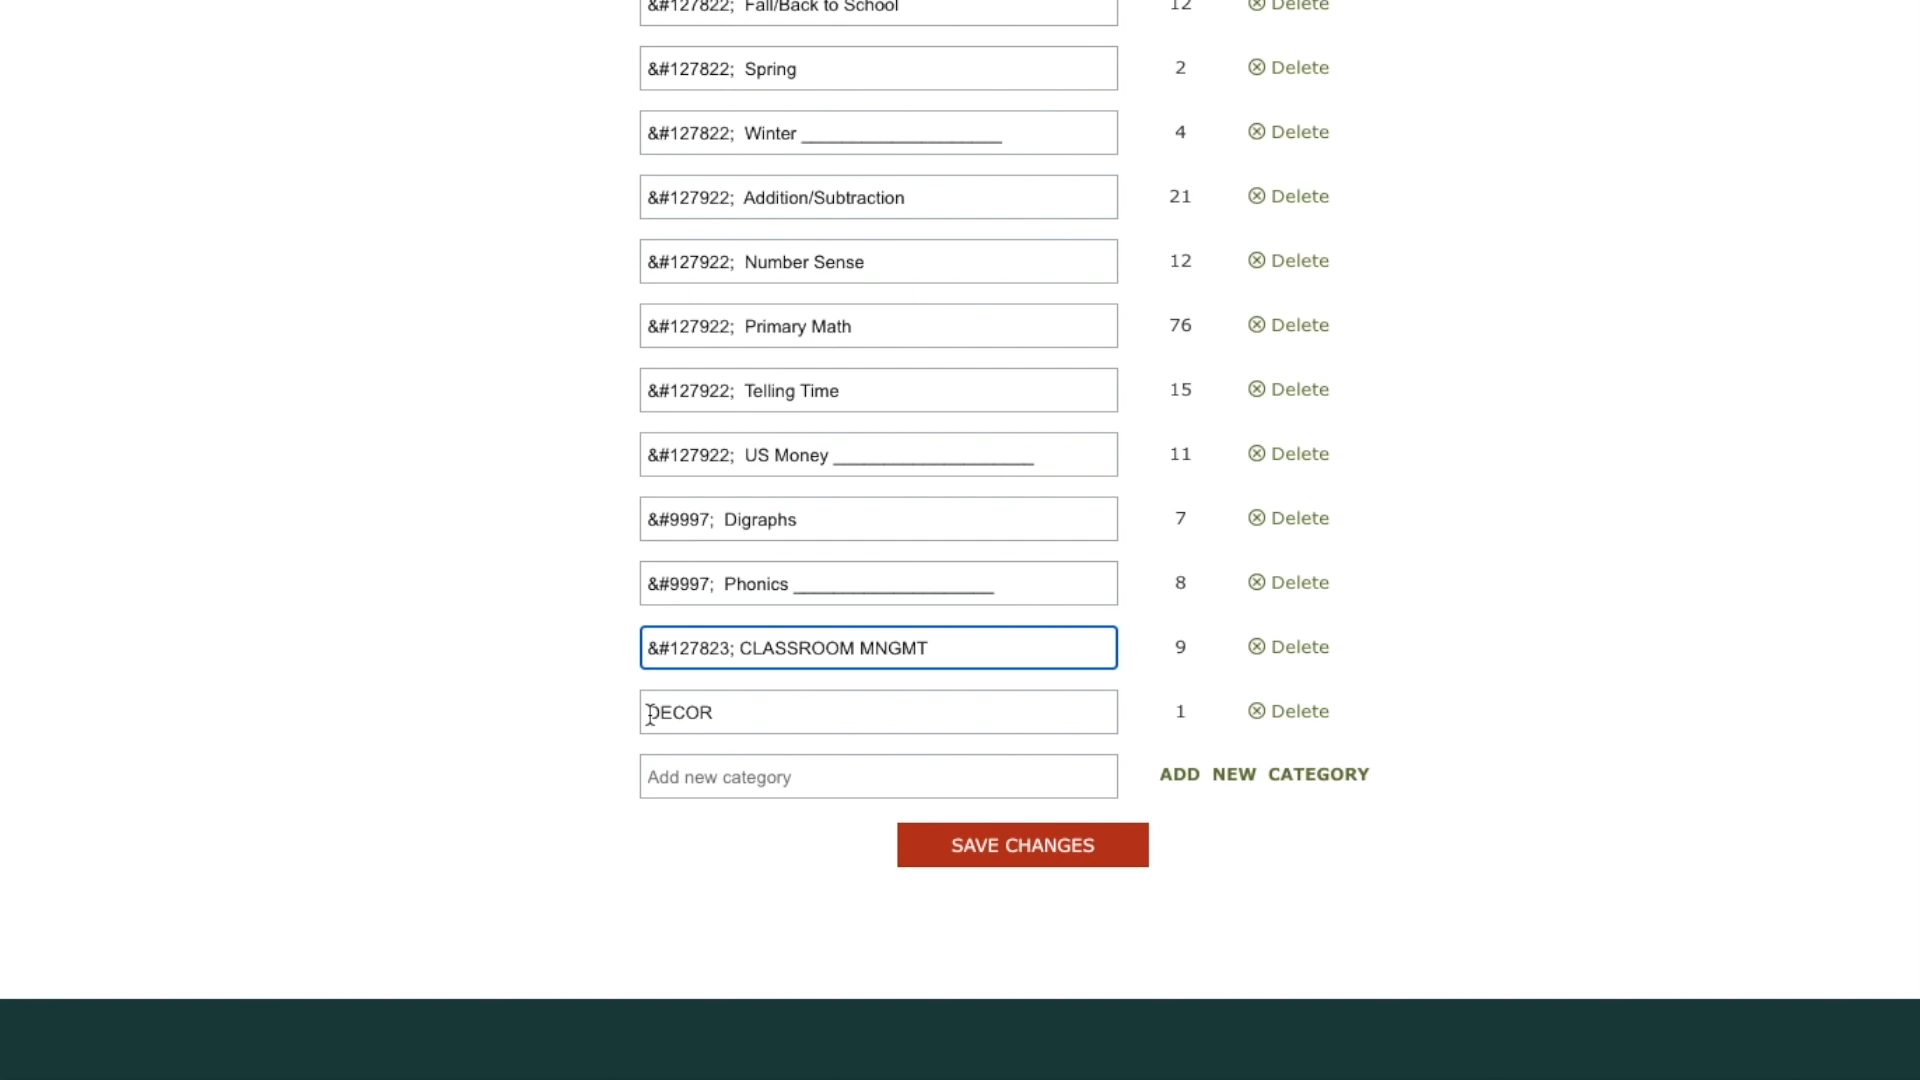 &#127822;  Fall/Back to School 12 Delete
&#127822;  Spring 2 Delete
&#127822;  Winter ____________________ 4 Delete
&#127922;  Addition/Subtraction 21 Delete
&#127922;  Number Sense 12 Delete
&#127922;  Primary Math 76 Delete
&#127922;  Telling Time 15 Delete
&#127922;  US Money ____________________ 11 Delete
&#9997;  Digraphs 7 Delete
&#9997;  Phonics ____________________ 8 Delete
&#127823; CLASSROOM MNGMT 9 Delete
DECOR 1 Delete
Add new category ADD NEW CATEGORY
SAVE CHANGES